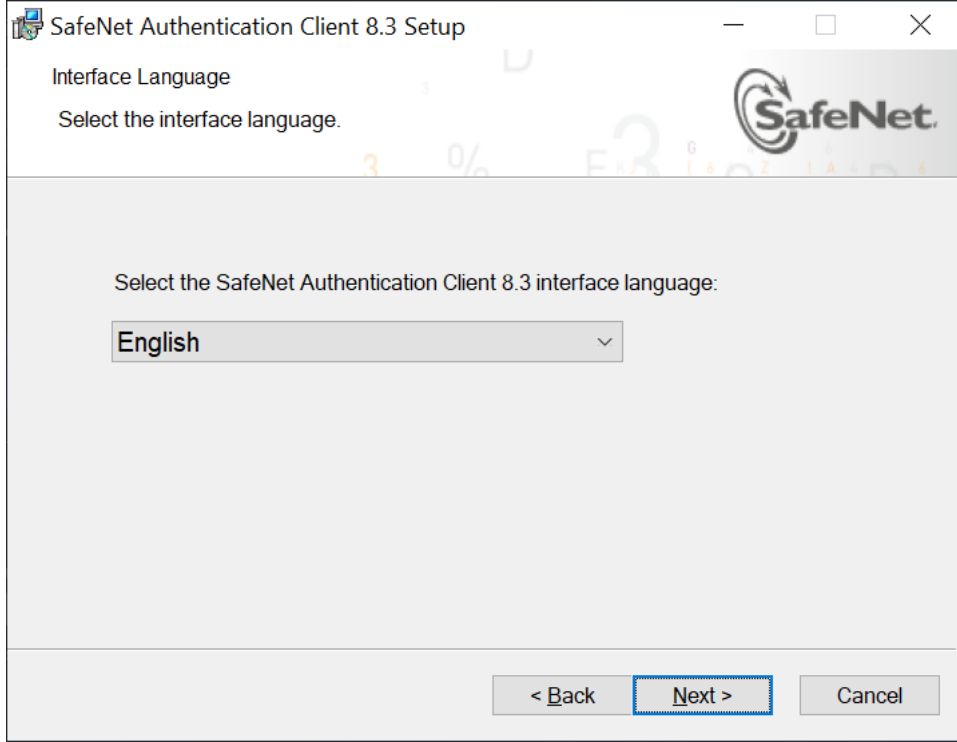 SafeNet Authentication Client 8.3 Setup
Interface Language
Select the interface language.
SafeNet.
Select the SafeNet Authentication Client 8.3 interface language:
English
< Back
Next >
Cancel